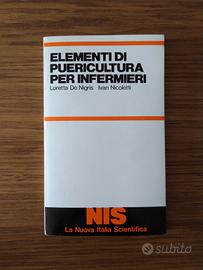 ELEMENTI DI
PUERICULTURA
PER INFERMIERI
Loretta De Nigris Ivan Nicoletti
NIS
La Nuova Italia Scientifica
subito